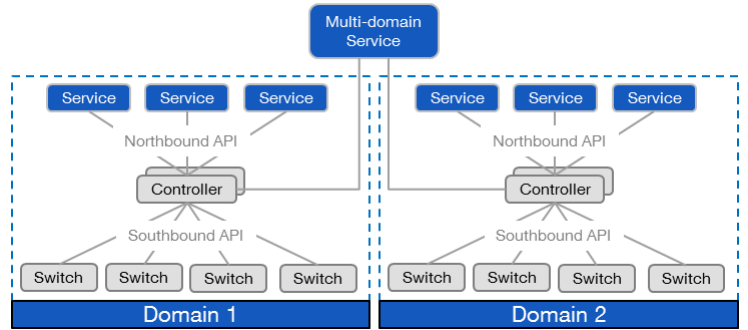 Multi-domain
Service
Service Service Service
Service Service Service
Northbound API
Northbound API
Controller
Controller
Southbound API
Southbound API
Switch Switch Switch Switch
Switch Switch Switch Switch
Domain 1
Domain 2